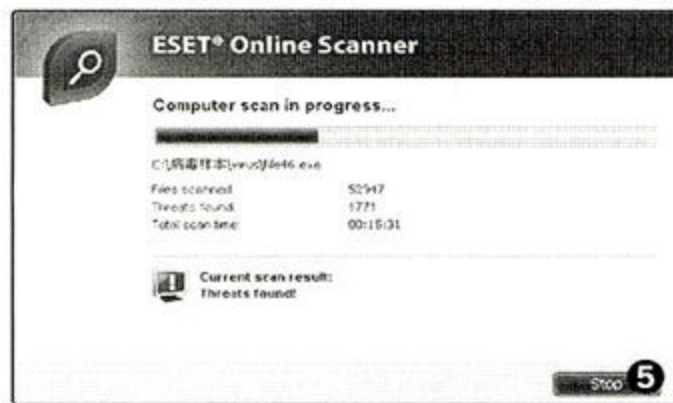 ESET® Online Scanner
Computer scan in progress...
C:\病毒样本\virus\file46.exe
Files scanned: 52947
Threats found: 1771
Total scan time: 00:15:31
Current scan result:
Threats found!
Stop 5